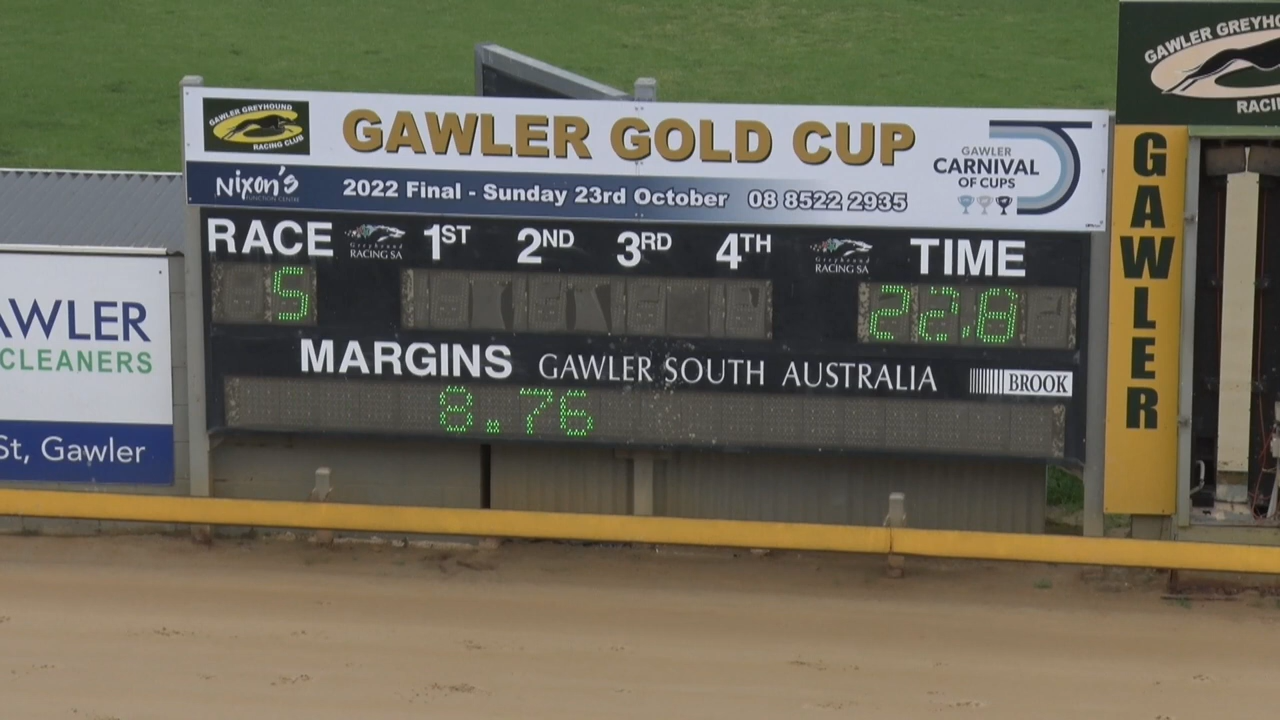 GAWLER GREYHOUND
RACING CLUB
GAWLER GOLD CUP
GAWLER
CARNIVAL
OF CUPS
Nixon's
FUNCTION CENTRE
2022 Final - Sunday 23rd October 08 8522 2935
RACE
Greyhound
RACING SA
1ST 2ND 3RD 4TH
Greyhound
RACING SA
TIME
5
22.8
MARGINS GAWLER SOUTH AUSTRALIA BROOK
8.76
AWLER
CLEANERS
St, Gawler
GAWLER GREYHO
RACI
GAWLER